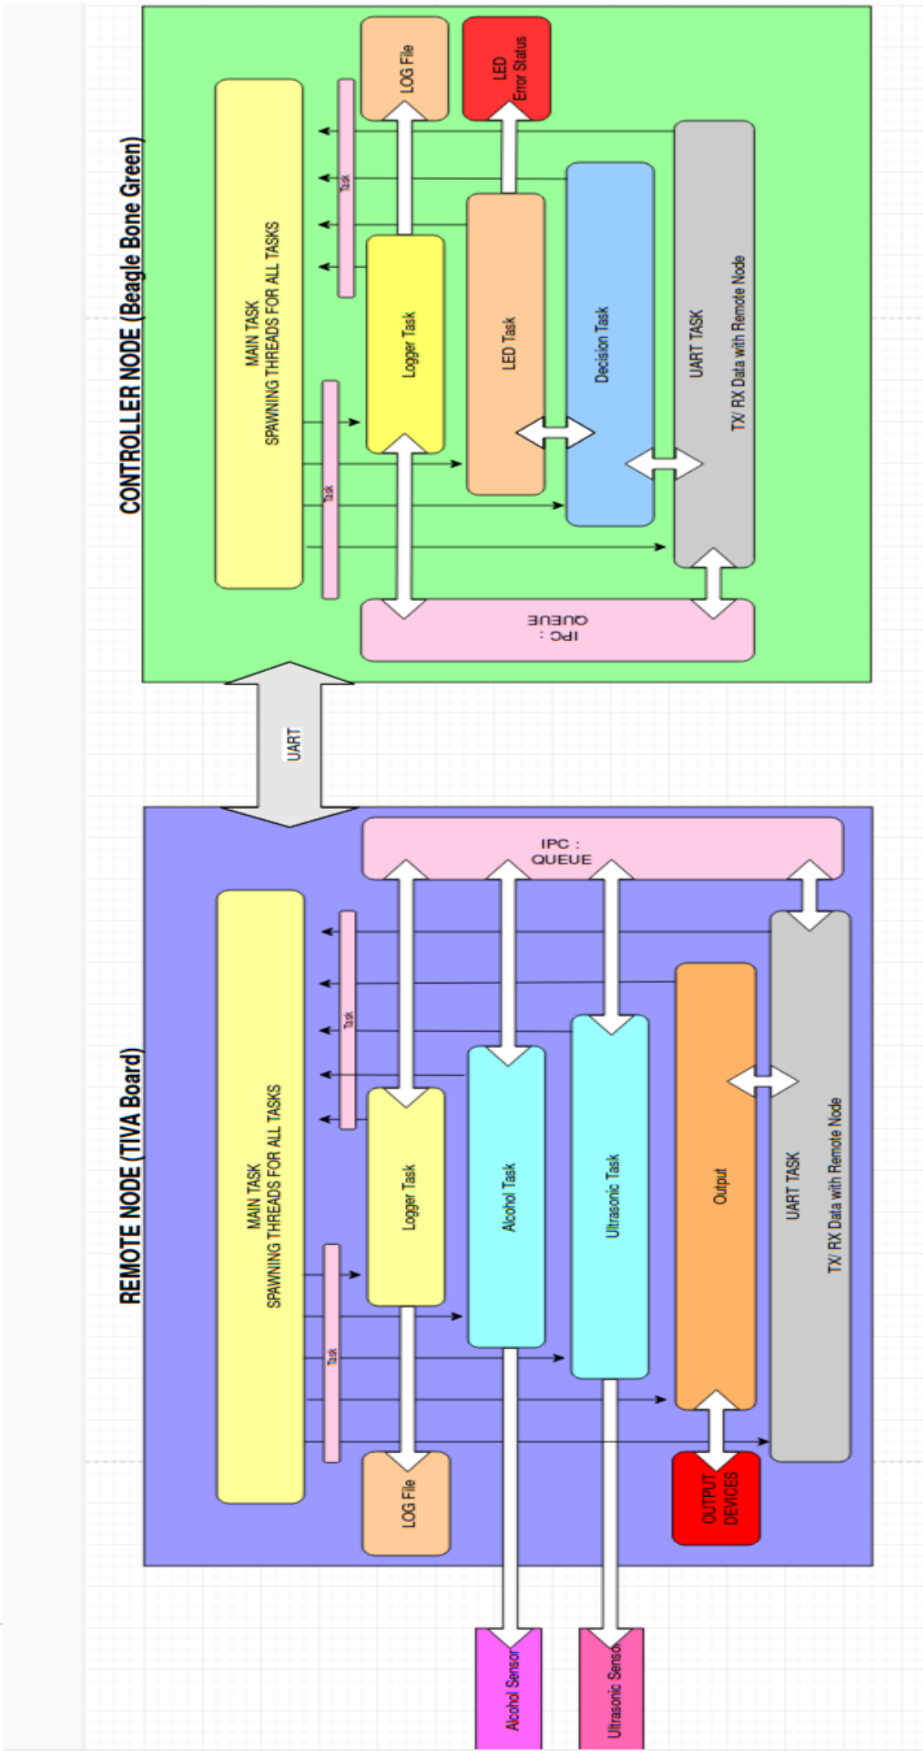 REMOTE NODE (TIVA Board)
MAIN TASK
SPAWNING THREADS FOR ALL TASKS
Task
Task
LOG File
Logger Task
Alcohol Task
Ultrasonic Task
Output
OUTPUT
DEVICES
UART TASK
TX/ RX Data with Remote Node
IPC :
QUEUE
Alcohol Sensor
Ultrasonic Sensor
UART
CONTROLLER NODE (Beagle Bone Green)
MAIN TASK
SPAWNING THREADS FOR ALL TASKS
Task
Task
IPC :
QUEUE
Logger Task
LOG File
LED Task
LED
Error Status
Decision Task
UART TASK
TX/ RX Data with Remote Node